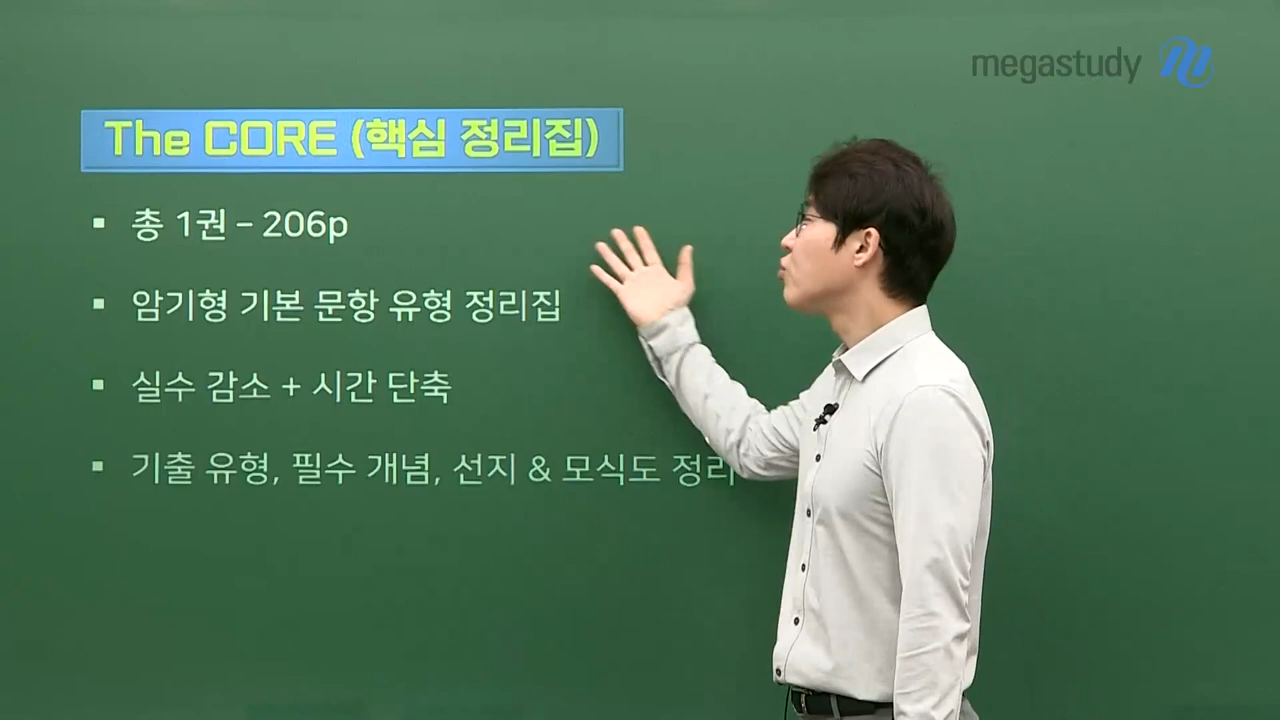 megastudy
The CORE (핵심 정리집)
▪ 총 1권 – 206p
▪ 암기형 기본 문항 유형 정리집
▪ 실수 감소 + 시간 단축
▪ 기출 유형, 필수 개념, 선지 & 모식도 정리